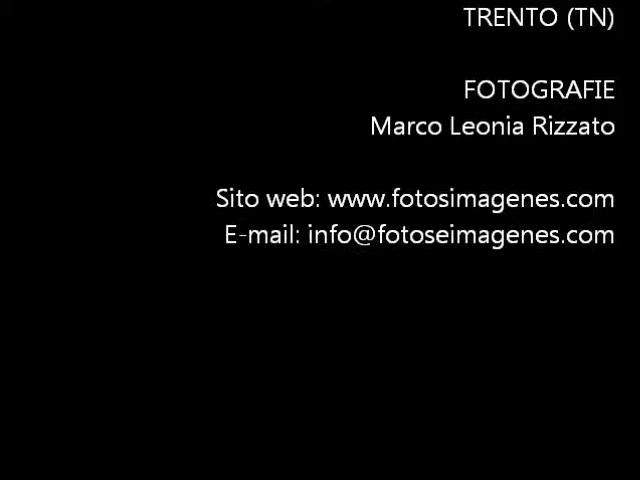 TRENTO (TN)
FOTOGRAFIE
Marco Leonia Rizzato
Sito web: www.fotosimagenes.com
E-mail: info@fotoseimagenes.com